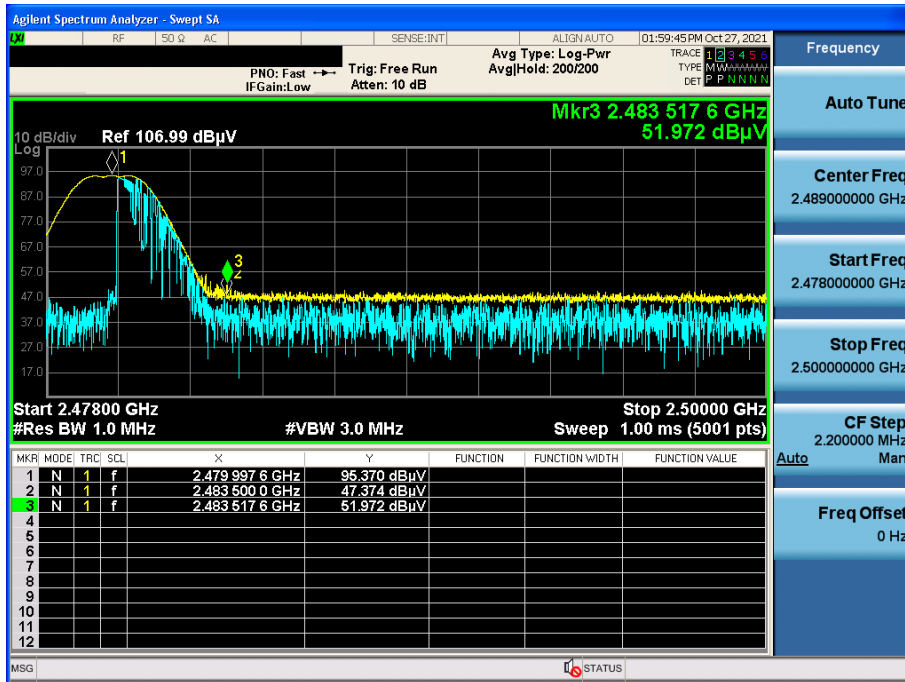 Agilent Spectrum Analyzer - Swept SA
LXI RF 50 Ω AC SENSE:INT ALIGN AUTO 01:59:45 PM Oct 27, 2021
PNO: Fast Trig: Free Run Avg Type: Log-Pwr TRACE 1 2 3 4 5 6
IFGain:Low Atten: 10 dB Avg|Hold: 200/200 TYPE M W W W W W
DET P P N N N N
Mkr3 2.483 517 6 GHz
51.972 dBµV
10 dB/div Ref 106.99 dBµV
Log
97.0
87.0
77.0
67.0
57.0
47.0
37.0
27.0
17.0
1
3
2
Start 2.47800 GHz Stop 2.50000 GHz
#Res BW 1.0 MHz #VBW 3.0 MHz Sweep 1.00 ms (5001 pts)
MKR MODE TRC SCL X Y FUNCTION FUNCTION WIDTH FUNCTION VALUE
1 N 1 f 2.479 997 6 GHz 95.370 dBµV
2 N 1 f 2.483 500 0 GHz 47.374 dBµV
3 N 1 f 2.483 517 6 GHz 51.972 dBµV
4
5
6
7
8
9
10
11
12
MSG STATUS
Frequency
Auto Tune
Center Freq
2.489000000 GHz
Start Freq
2.478000000 GHz
Stop Freq
2.500000000 GHz
CF Step
2.200000 MHz
Auto Man
Freq Offset
0 Hz